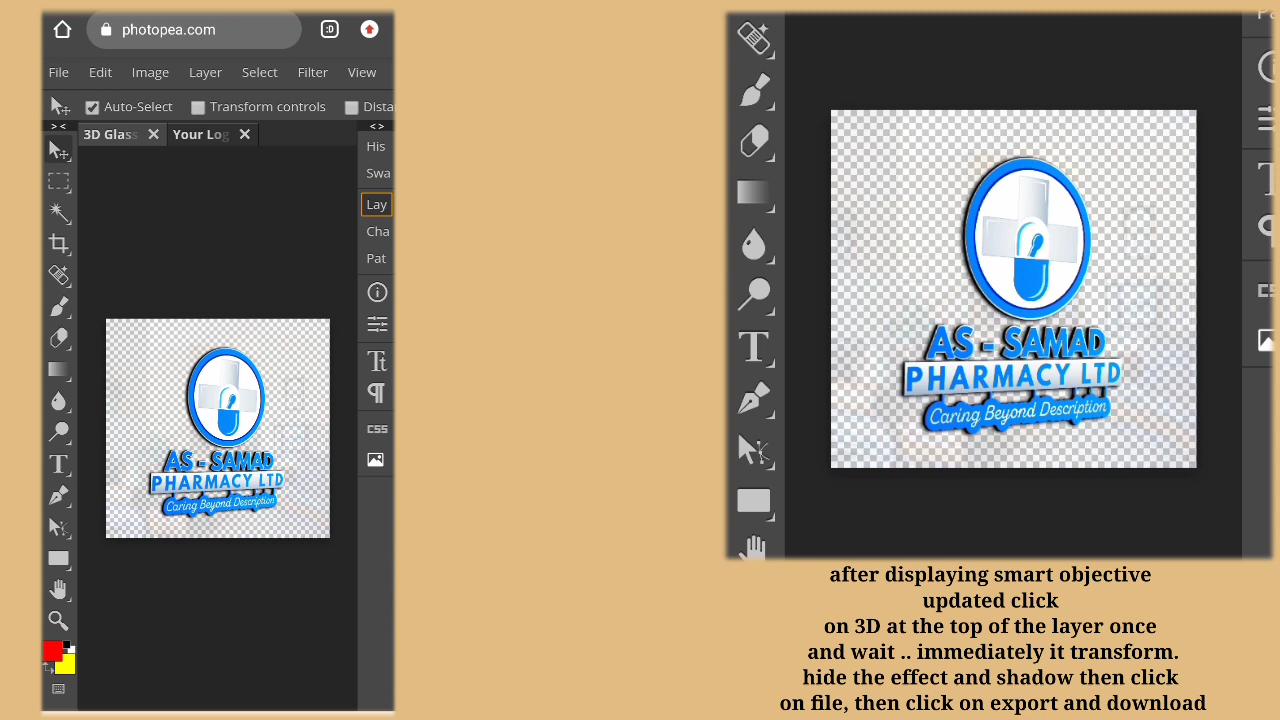 photopea.com
:D
File Edit Image Layer Select Filter View
Auto-Select Transform controls Dista
> < < >
3D Glass Your Log
His
Swa
Lay
Cha
Pat
CSS
AS - SAMAD
PHARMACY LTD
Caring Beyond Description
AS - SAMAD
PHARMACY LTD
Caring Beyond Description
after displaying smart objective
updated click
on 3D at the top of the layer once
and wait .. immediately it transform.
hide the effect and shadow then click
on file, then click on export and download